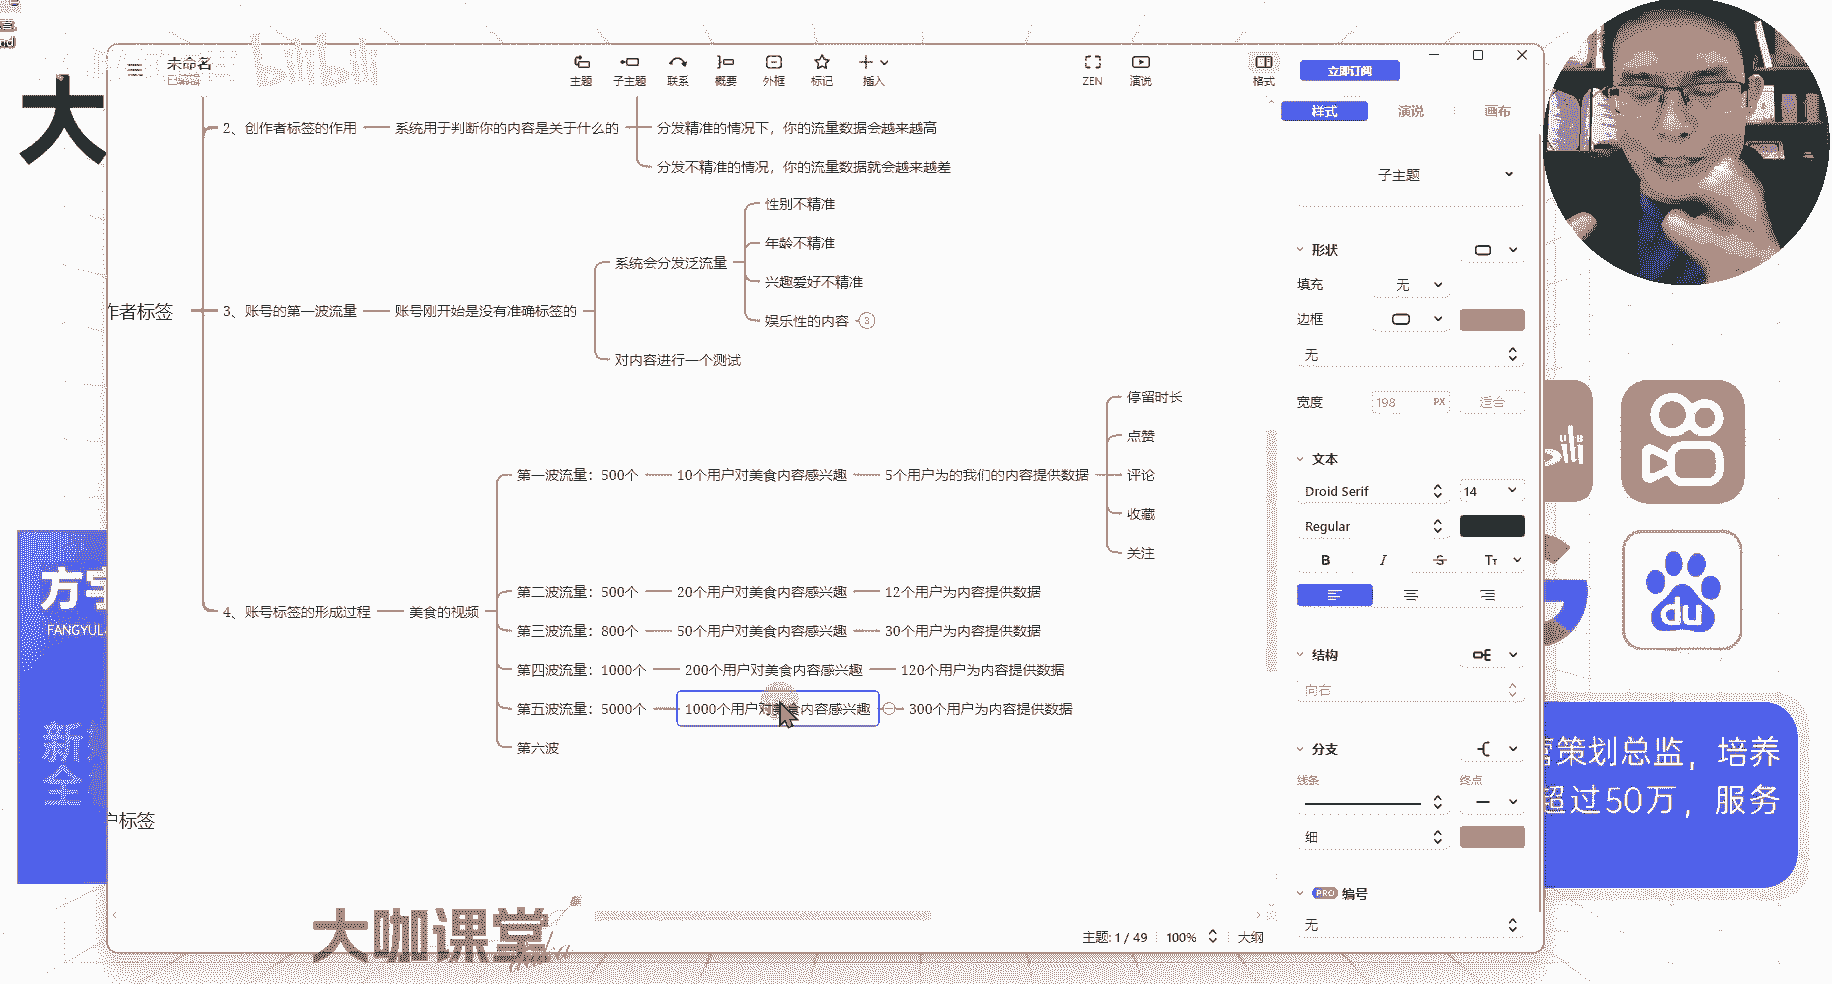 未命名
已编辑
bilibili
主题
子主题
联系
概要
外框
标记
插入
ZEN
演说
格式
立即订阅
样式
演说
画布
大
2、创作者标签的作用
系统用于判断你的内容是关于什么的
分发精准的情况下，你的流量数据会越来越高
分发不精准的情况，你的流量数据就会越来越差
作者标签
3、账号的第一波流量
账号刚开始是没有准确标签的
系统会分发泛流量
性别不精准
年龄不精准
兴趣爱好不精准
娱乐性的内容
3
对内容进行一个测试
4、账号标签的形成过程
美食的视频
第一波流量：500个
10个用户对美食内容感兴趣
5个用户为的我们的内容提供数据
停留时长
点赞
评论
收藏
关注
第二波流量：500个
20个用户对美食内容感兴趣
12个用户为内容提供数据
第三波流量：800个
50个用户对美食内容感兴趣
30个用户为内容提供数据
第四波流量：1000个
200个用户对美食内容感兴趣
120个用户为内容提供数据
第五波流量：5000个
1000个用户对美食内容感兴趣
300个用户为内容提供数据
第六波
户标签
子主题
形状
填充
无
边框
无
宽度
198
PX
适合
文本
Droid Serif
14
Regular
B
I
S
Tт
结构
向右
分支
线条
终点
细
PRO
编号
无
主题: 1 / 49
100%
大纲
方宇
FANGYUL
新
全
du
营策划总监，培养
超过50万，服务
大咖课堂